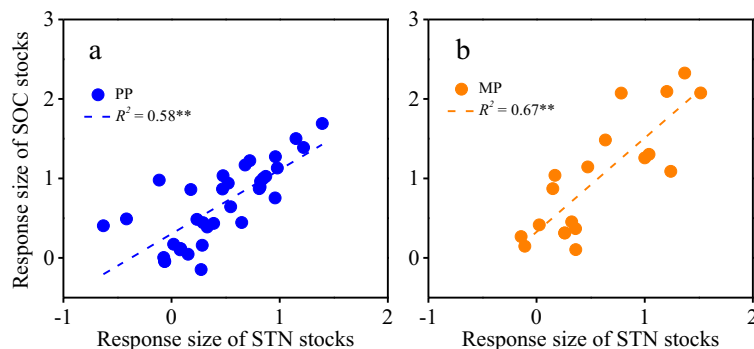 a
PP
R² = 0.58**
Response size of SOC stocks
3
2
1
0
-1
0
1
2
Response size of STN stocks
b
MP
R² = 0.67**
3
2
1
0
-1
0
1
2
Response size of STN stocks